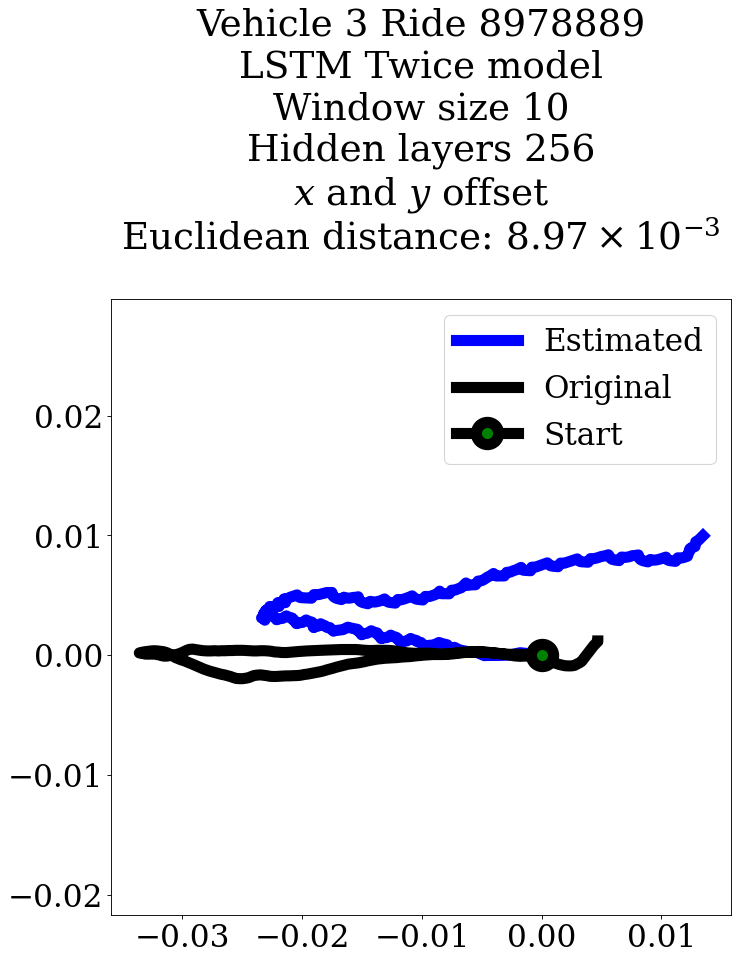 Vehicle 3 Ride 8978889
LSTM Twice model
Window size 10
Hidden layers 256
x and y offset
Euclidean distance: 8.97 × 10⁻³
Estimated
Original
Start
0.02
0.01
0.00
−0.01
−0.02
−0.03 −0.02 −0.01 0.00 0.01